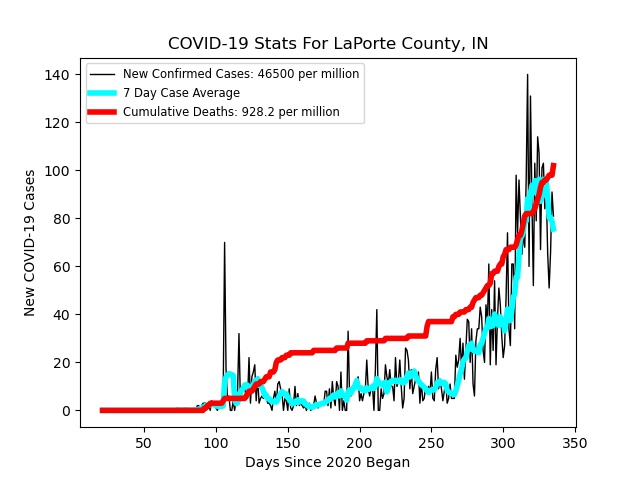 COVID-19 Stats For LaPorte County, IN
New Confirmed Cases: 46500 per million
7 Day Case Average
Cumulative Deaths: 928.2 per million
New COVID-19 Cases
140
120
100
80
60
40
20
0
50 100 150 200 250 300 350
Days Since 2020 Began